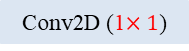 Conv2D (1× 1)